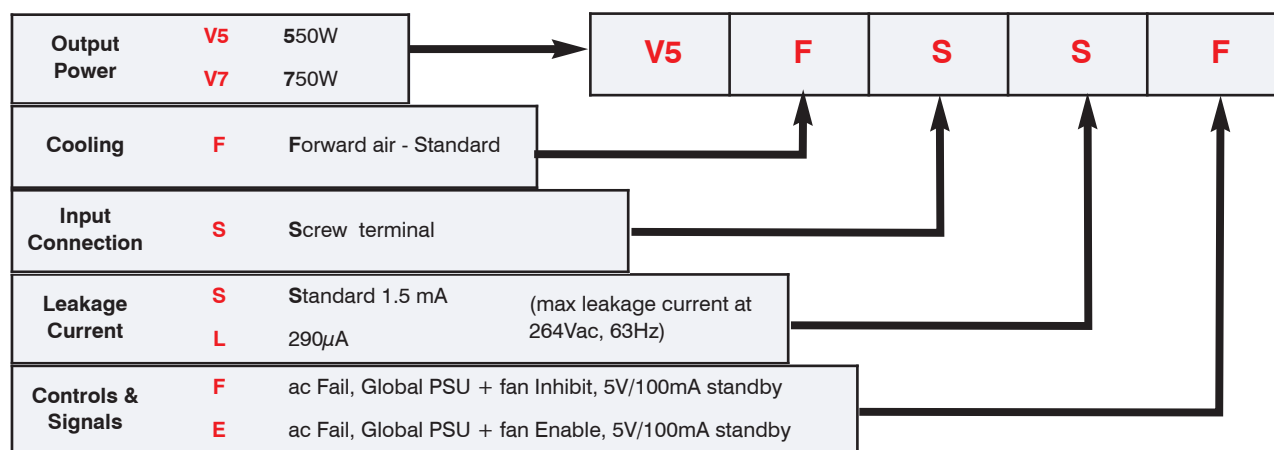 Output Power
V5 550W
V7 750W
V5 F S S F
Cooling
F Forward air - Standard
Input Connection
S Screw terminal
Leakage Current
S Standard 1.5 mA
L 290µA
(max leakage current at
264Vac, 63Hz)
Controls & Signals
F ac Fail, Global PSU + fan Inhibit, 5V/100mA standby
E ac Fail, Global PSU + fan Enable, 5V/100mA standby